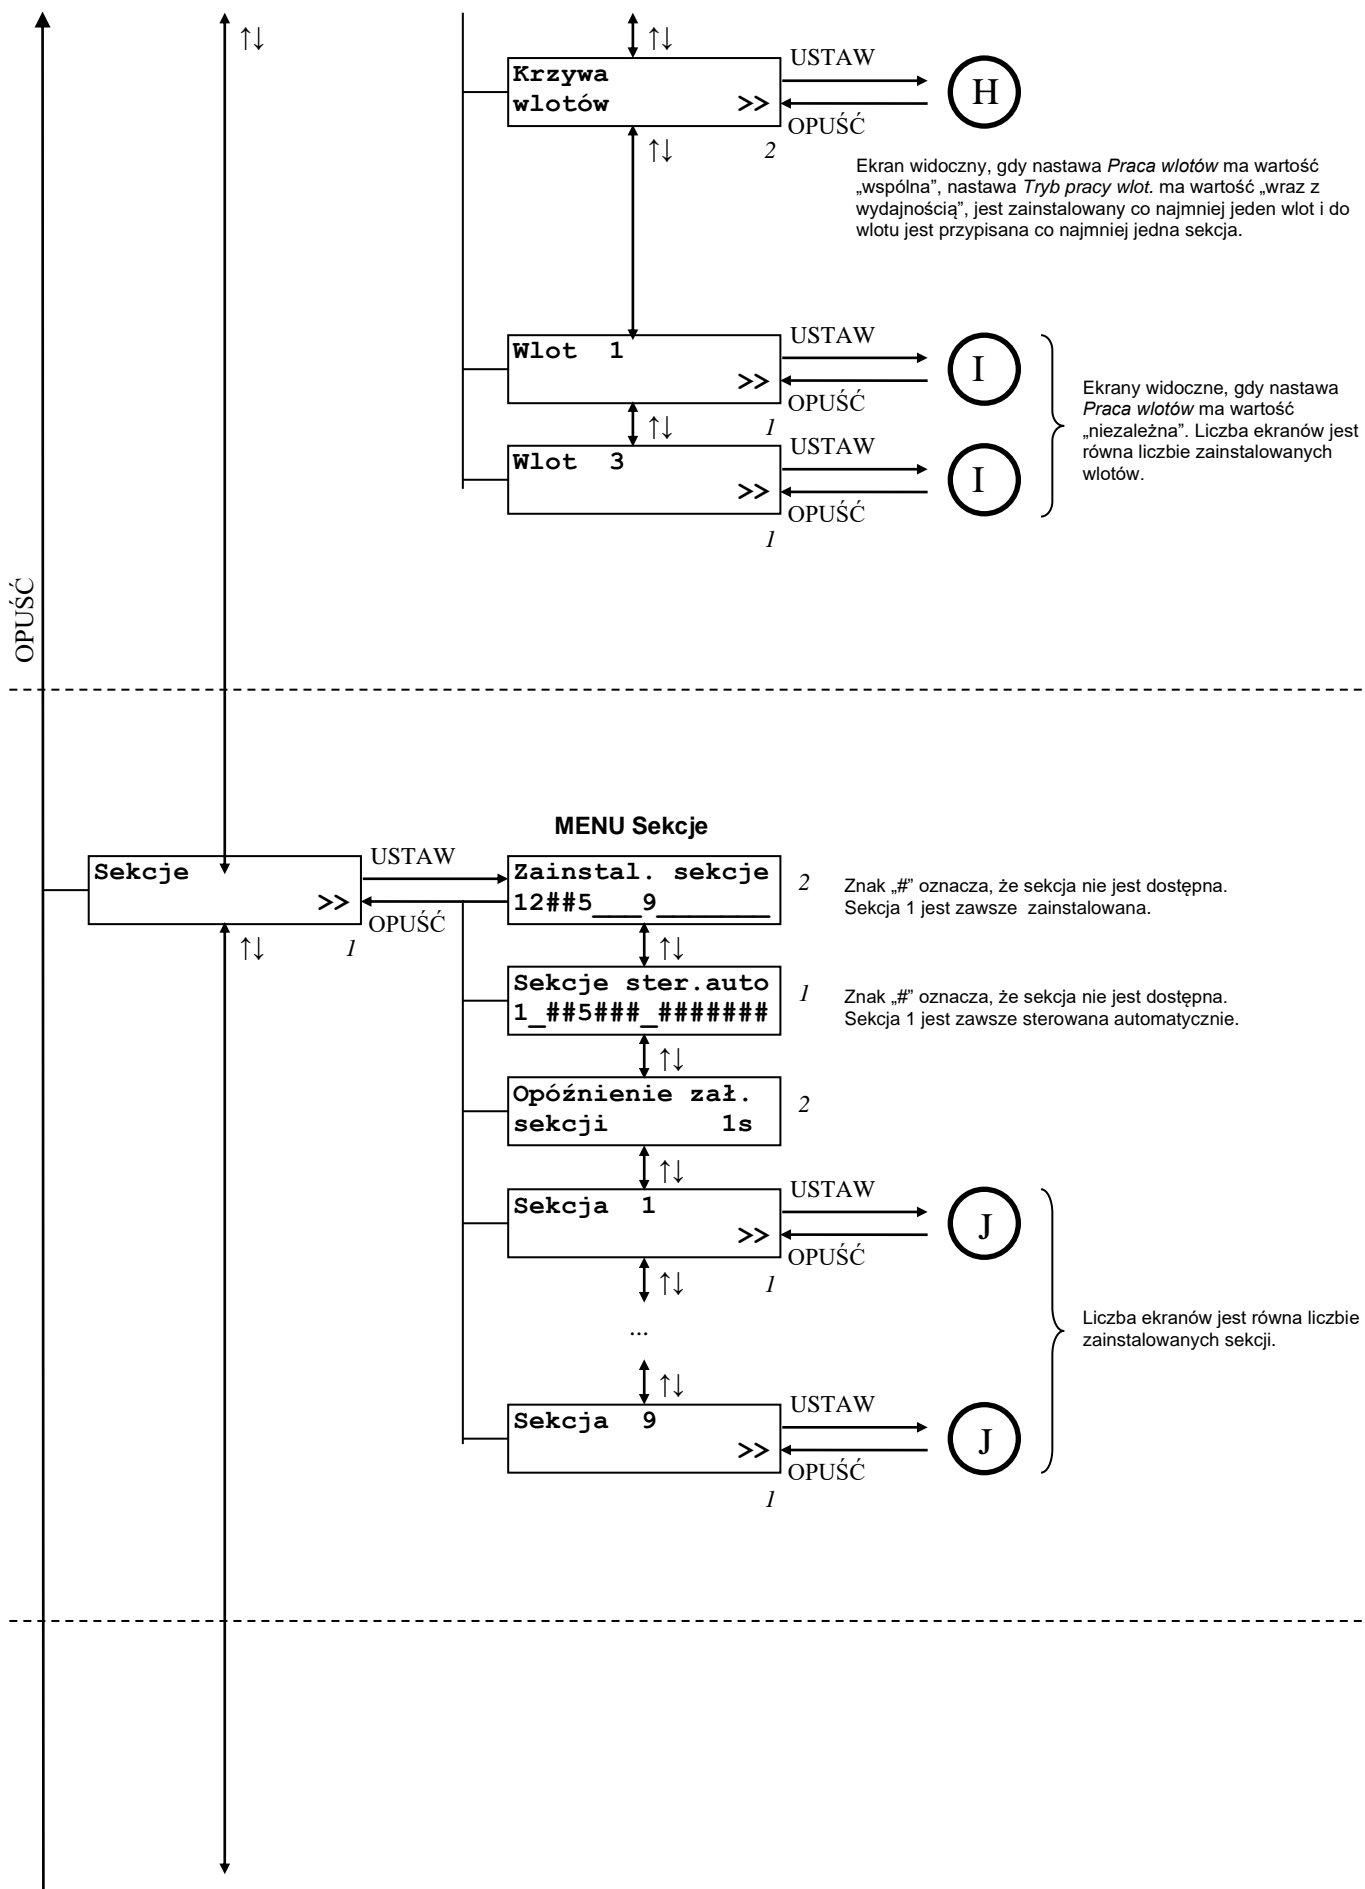 ↑↓
↑↓
Krzywa
wlotów >>
USTAW
OPUŚĆ
H
↑↓
2
Ekran widoczny, gdy nastawa Praca wlotów ma wartość
„wspólna”, nastawa Tryb pracy wlot. ma wartość „wraz z
wydajnością”, jest zainstalowany co najmniej jeden wlot i do
wlotu jest przypisana co najmniej jedna sekcja.
Wlot 1
>>
USTAW
OPUŚĆ
I
↑↓
1
Wlot 3
>>
USTAW
OPUŚĆ
I
1
Ekrany widoczne, gdy nastawa
Praca wlotów ma wartość
„niezależna”. Liczba ekranów jest
równa liczbie zainstalowanych
wlotów.
OPUŚĆ
MENU Sekcje
Sekcje
>>
USTAW
OPUŚĆ
↑↓
1
Zainstal. sekcje
12##5___9_______
2
Znak „#” oznacza, że sekcja nie jest dostępna.
Sekcja 1 jest zawsze zainstalowana.
↑↓
Sekcje ster.auto
1_##5###_#######
1
Znak „#” oznacza, że sekcja nie jest dostępna.
Sekcja 1 jest zawsze sterowana automatycznie.
↑↓
Opóźnienie zał.
sekcji 1s
2
↑↓
Sekcja 1
>>
USTAW
OPUŚĆ
J
↑↓
1
...
Liczba ekranów jest równa liczbie
zainstalowanych sekcji.
↑↓
Sekcja 9
>>
USTAW
OPUŚĆ
J
1